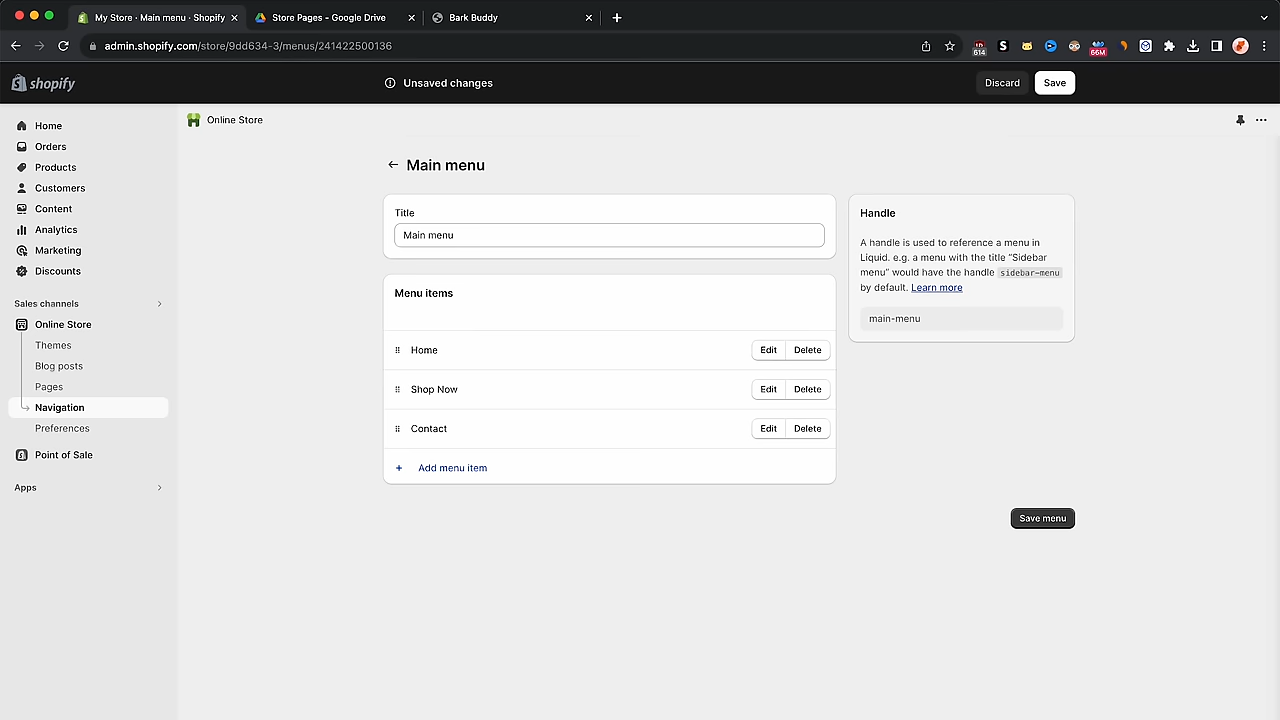 My Store · Main menu · Shopify
Store Pages - Google Drive
Bark Buddy
admin.shopify.com/store/9dd634-3/menus/241422500136
614
66M
shopify
Unsaved changes
Discard
Save
Home
Orders
Products
Customers
Content
Analytics
Marketing
Discounts
Sales channels
Online Store
Themes
Blog posts
Pages
Navigation
Preferences
Point of Sale
Apps
Online Store
Main menu
Title
Main menu
Menu items
Home
Edit
Delete
Shop Now
Edit
Delete
Contact
Edit
Delete
+ Add menu item
Handle
A handle is used to reference a menu in
Liquid. e.g. a menu with the title “Sidebar
menu” would have the handle sidebar-menu
by default. Learn more
main-menu
Save menu